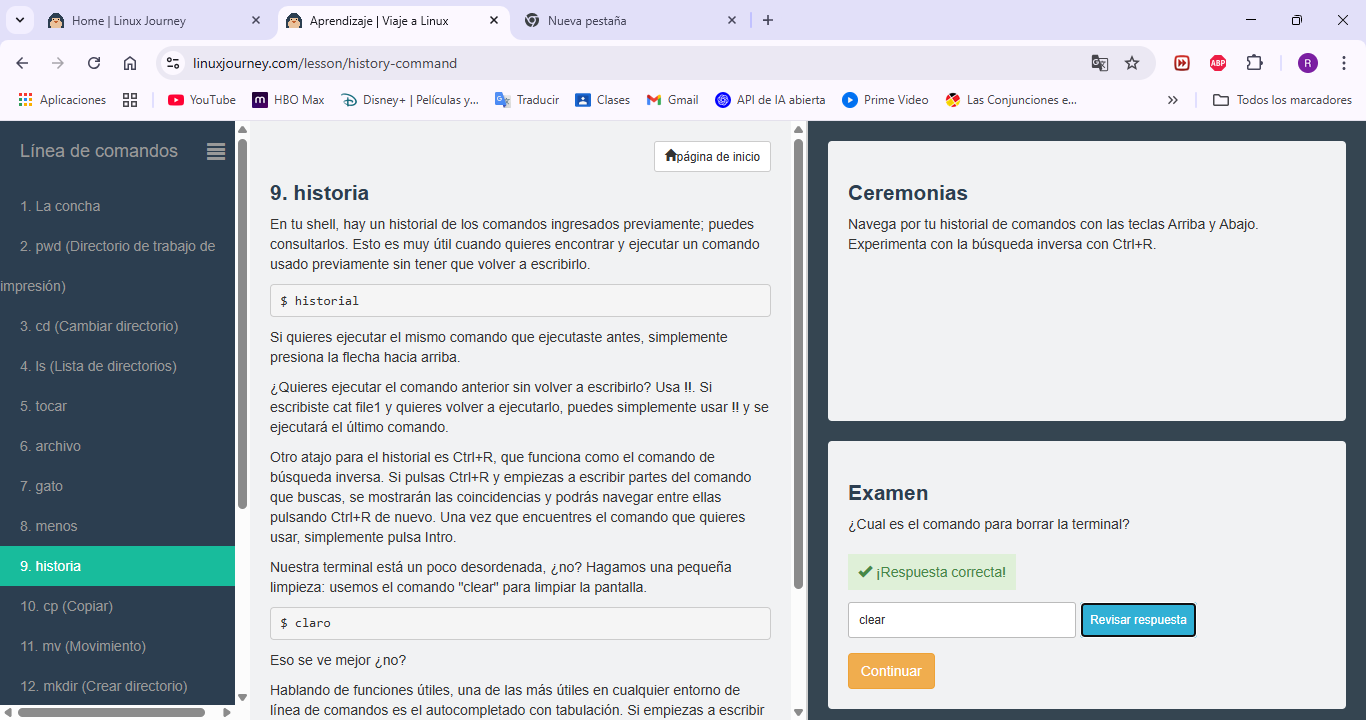 Home | Linux Journey
Aprendizaje | Viaje a Linux
Nueva pestaña
linuxjourney.com/lesson/history-command
R
Aplicaciones
YouTube
HBO Max
Disney+ | Películas y...
Traducir
Clases
Gmail
API de IA abierta
Prime Video
Las Conjunciones e...
Todos los marcadores
ABP
Línea de comandos
1. La concha
2. pwd (Directorio de trabajo de
impresión)
3. cd (Cambiar directorio)
4. ls (Lista de directorios)
5. tocar
6. archivo
7. gato
8. menos
9. historia
10. cp (Copiar)
11. mv (Movimiento)
12. mkdir (Crear directorio)
página de inicio
9. historia
En tu shell, hay un historial de los comandos ingresados previamente; puedes
consultarlos. Esto es muy útil cuando quieres encontrar y ejecutar un comando
usado previamente sin tener que volver a escribirlo.
$ historial
Si quieres ejecutar el mismo comando que ejecutaste antes, simplemente
presiona la flecha hacia arriba.
¿Quieres ejecutar el comando anterior sin volver a escribirlo? Usa !!. Si
escribiste cat file1 y quieres volver a ejecutarlo, puedes simplemente usar !! y se
ejecutará el último comando.
Otro atajo para el historial es Ctrl+R, que funciona como el comando de
búsqueda inversa. Si pulsas Ctrl+R y empiezas a escribir partes del comando
que buscas, se mostrarán las coincidencias y podrás navegar entre ellas
pulsando Ctrl+R de nuevo. Una vez que encuentres el comando que quieres
usar, simplemente pulsa Intro.
Nuestra terminal está un poco desordenada, ¿no? Hagamos una pequeña
limpieza: usemos el comando "clear" para limpiar la pantalla.
$ claro
Eso se ve mejor ¿no?
Hablando de funciones útiles, una de las más útiles en cualquier entorno de
línea de comandos es el autocompletado con tabulación. Si empiezas a escribir
Ceremonias
Navega por tu historial de comandos con las teclas Arriba y Abajo.
Experimenta con la búsqueda inversa con Ctrl+R.
Examen
¿Cual es el comando para borrar la terminal?
¡Respuesta correcta!
clear
Revisar respuesta
Continuar